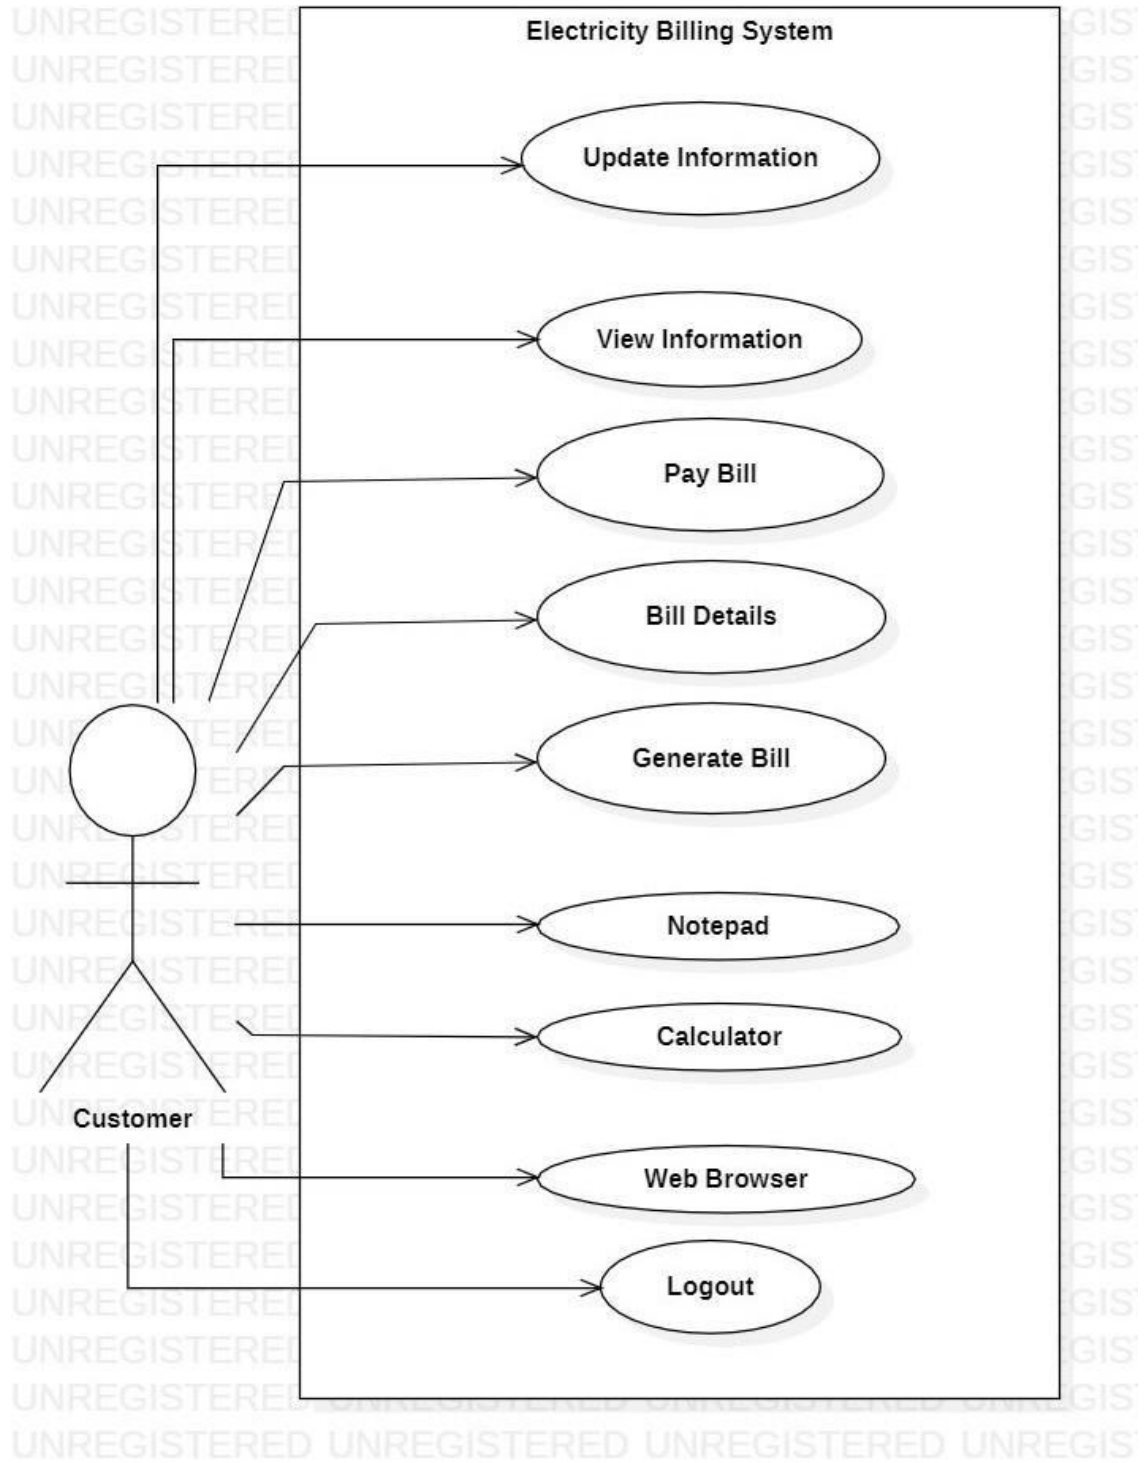 Electricity Billing System
Update Information
View Information
Pay Bill
Bill Details
Generate Bill
Notepad
Calculator
Customer
Web Browser
Logout
UNREGISTERED UNREGISTERED UNREGISTERED UNREGIS